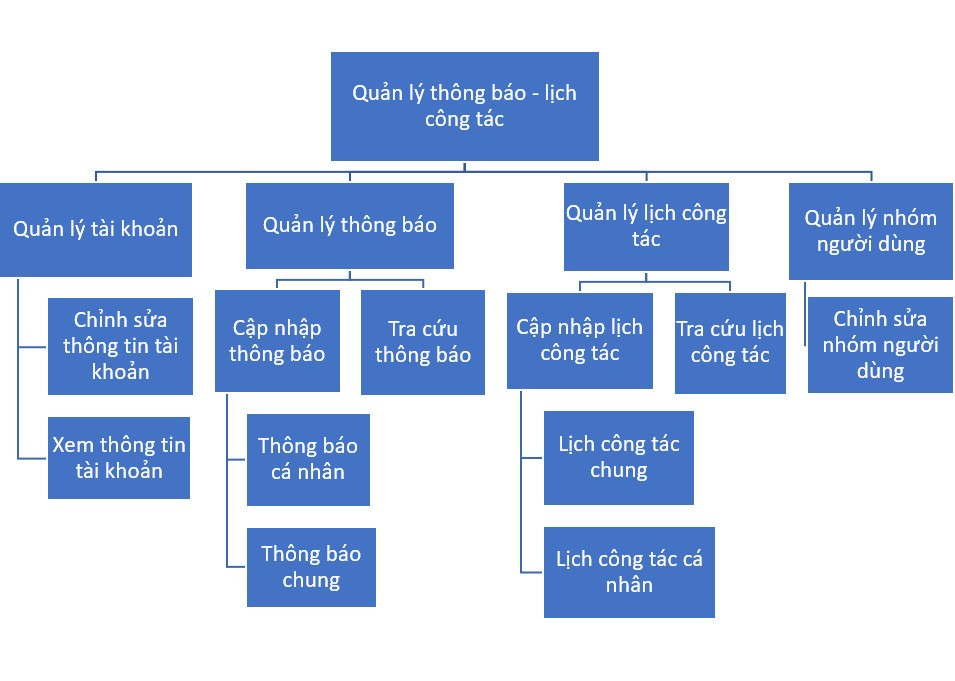 Quản lý thông báo - lịch
công tác
Quản lý tài khoản
Quản lý thông báo
Quản lý lịch công
tác
Quản lý nhóm
người dùng
Chỉnh sửa
thông tin tài
khoản
Xem thông tin
tài khoản
Cập nhập
thông báo
Tra cứu
thông báo
Thông báo
cá nhân
Thông báo
chung
Cập nhập lịch
công tác
Tra cứu lịch
công tác
Lịch công tác
chung
Lịch công tác cá
nhân
Chỉnh sửa
nhóm người
dùng